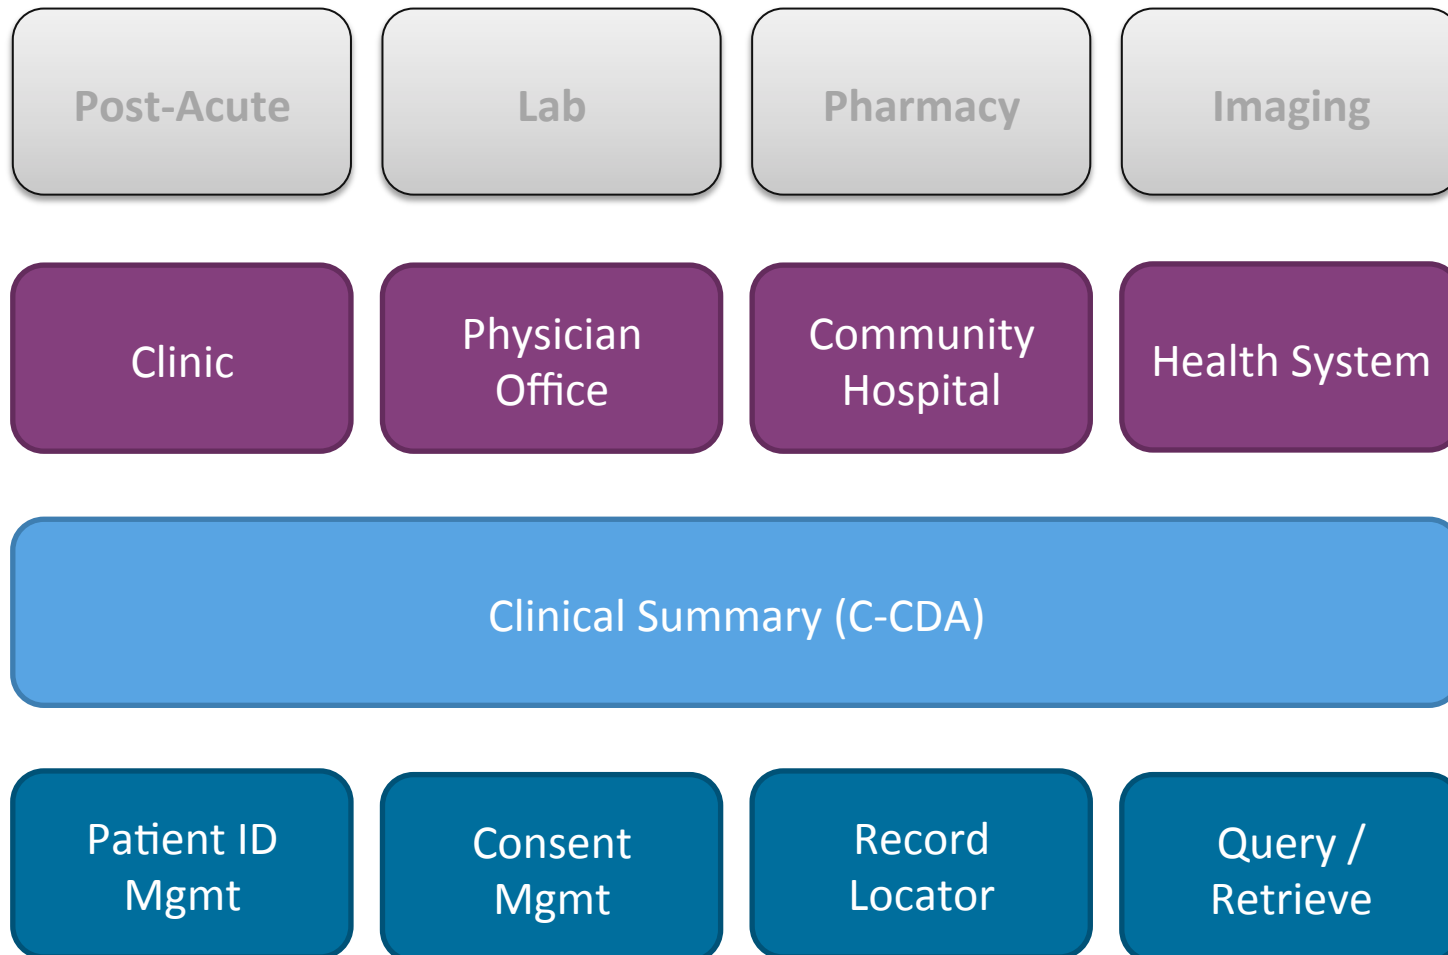 Post-Acute
Lab
Pharmacy
Imaging
Clinic
Physician
Office
Community
Hospital
Health System
Clinical Summary (C-CDA)
Patient ID
Mgmt
Consent
Mgmt
Record
Locator
Query /
Retrieve